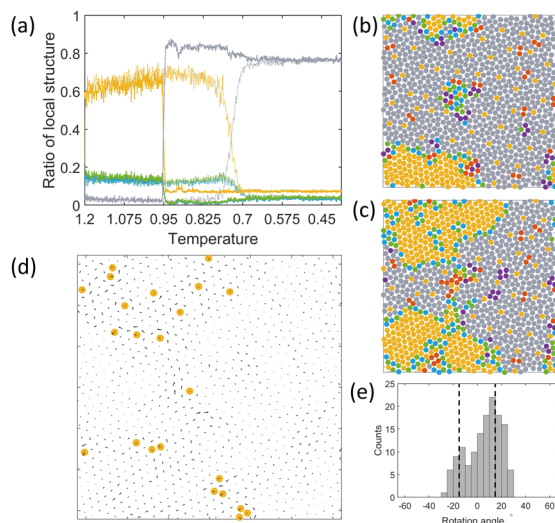 (a)
1
0.8
0.6
0.4
0.2
0
Ratio of local structure
1.2 1.075 0.95 0.825 0.7 0.575 0.45
Temperature
(b)
(c)
(d)
(e)
25
20
15
10
5
0
Counts
-60 -40 -20 0 20 40 60
Rotation angle °